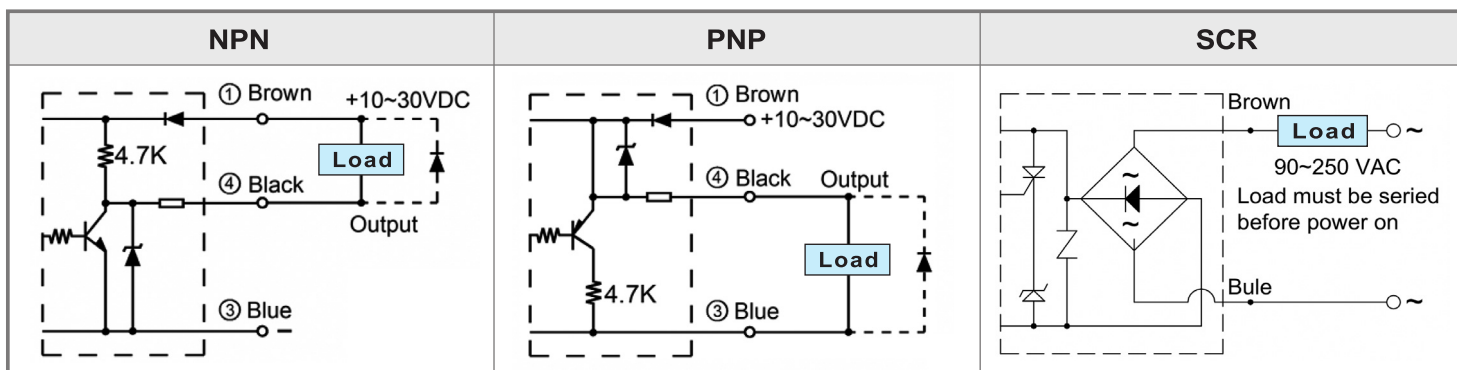 NPN
PNP
SCR
① Brown
+10~30VDC
4.7K
Load
④ Black
Output
③ Blue
−
① Brown
+10~30VDC
④ Black
Output
Load
4.7K
③ Blue
Brown
Load
~
90~250 VAC
Load must be seried
before power on
~
~
Bule
~